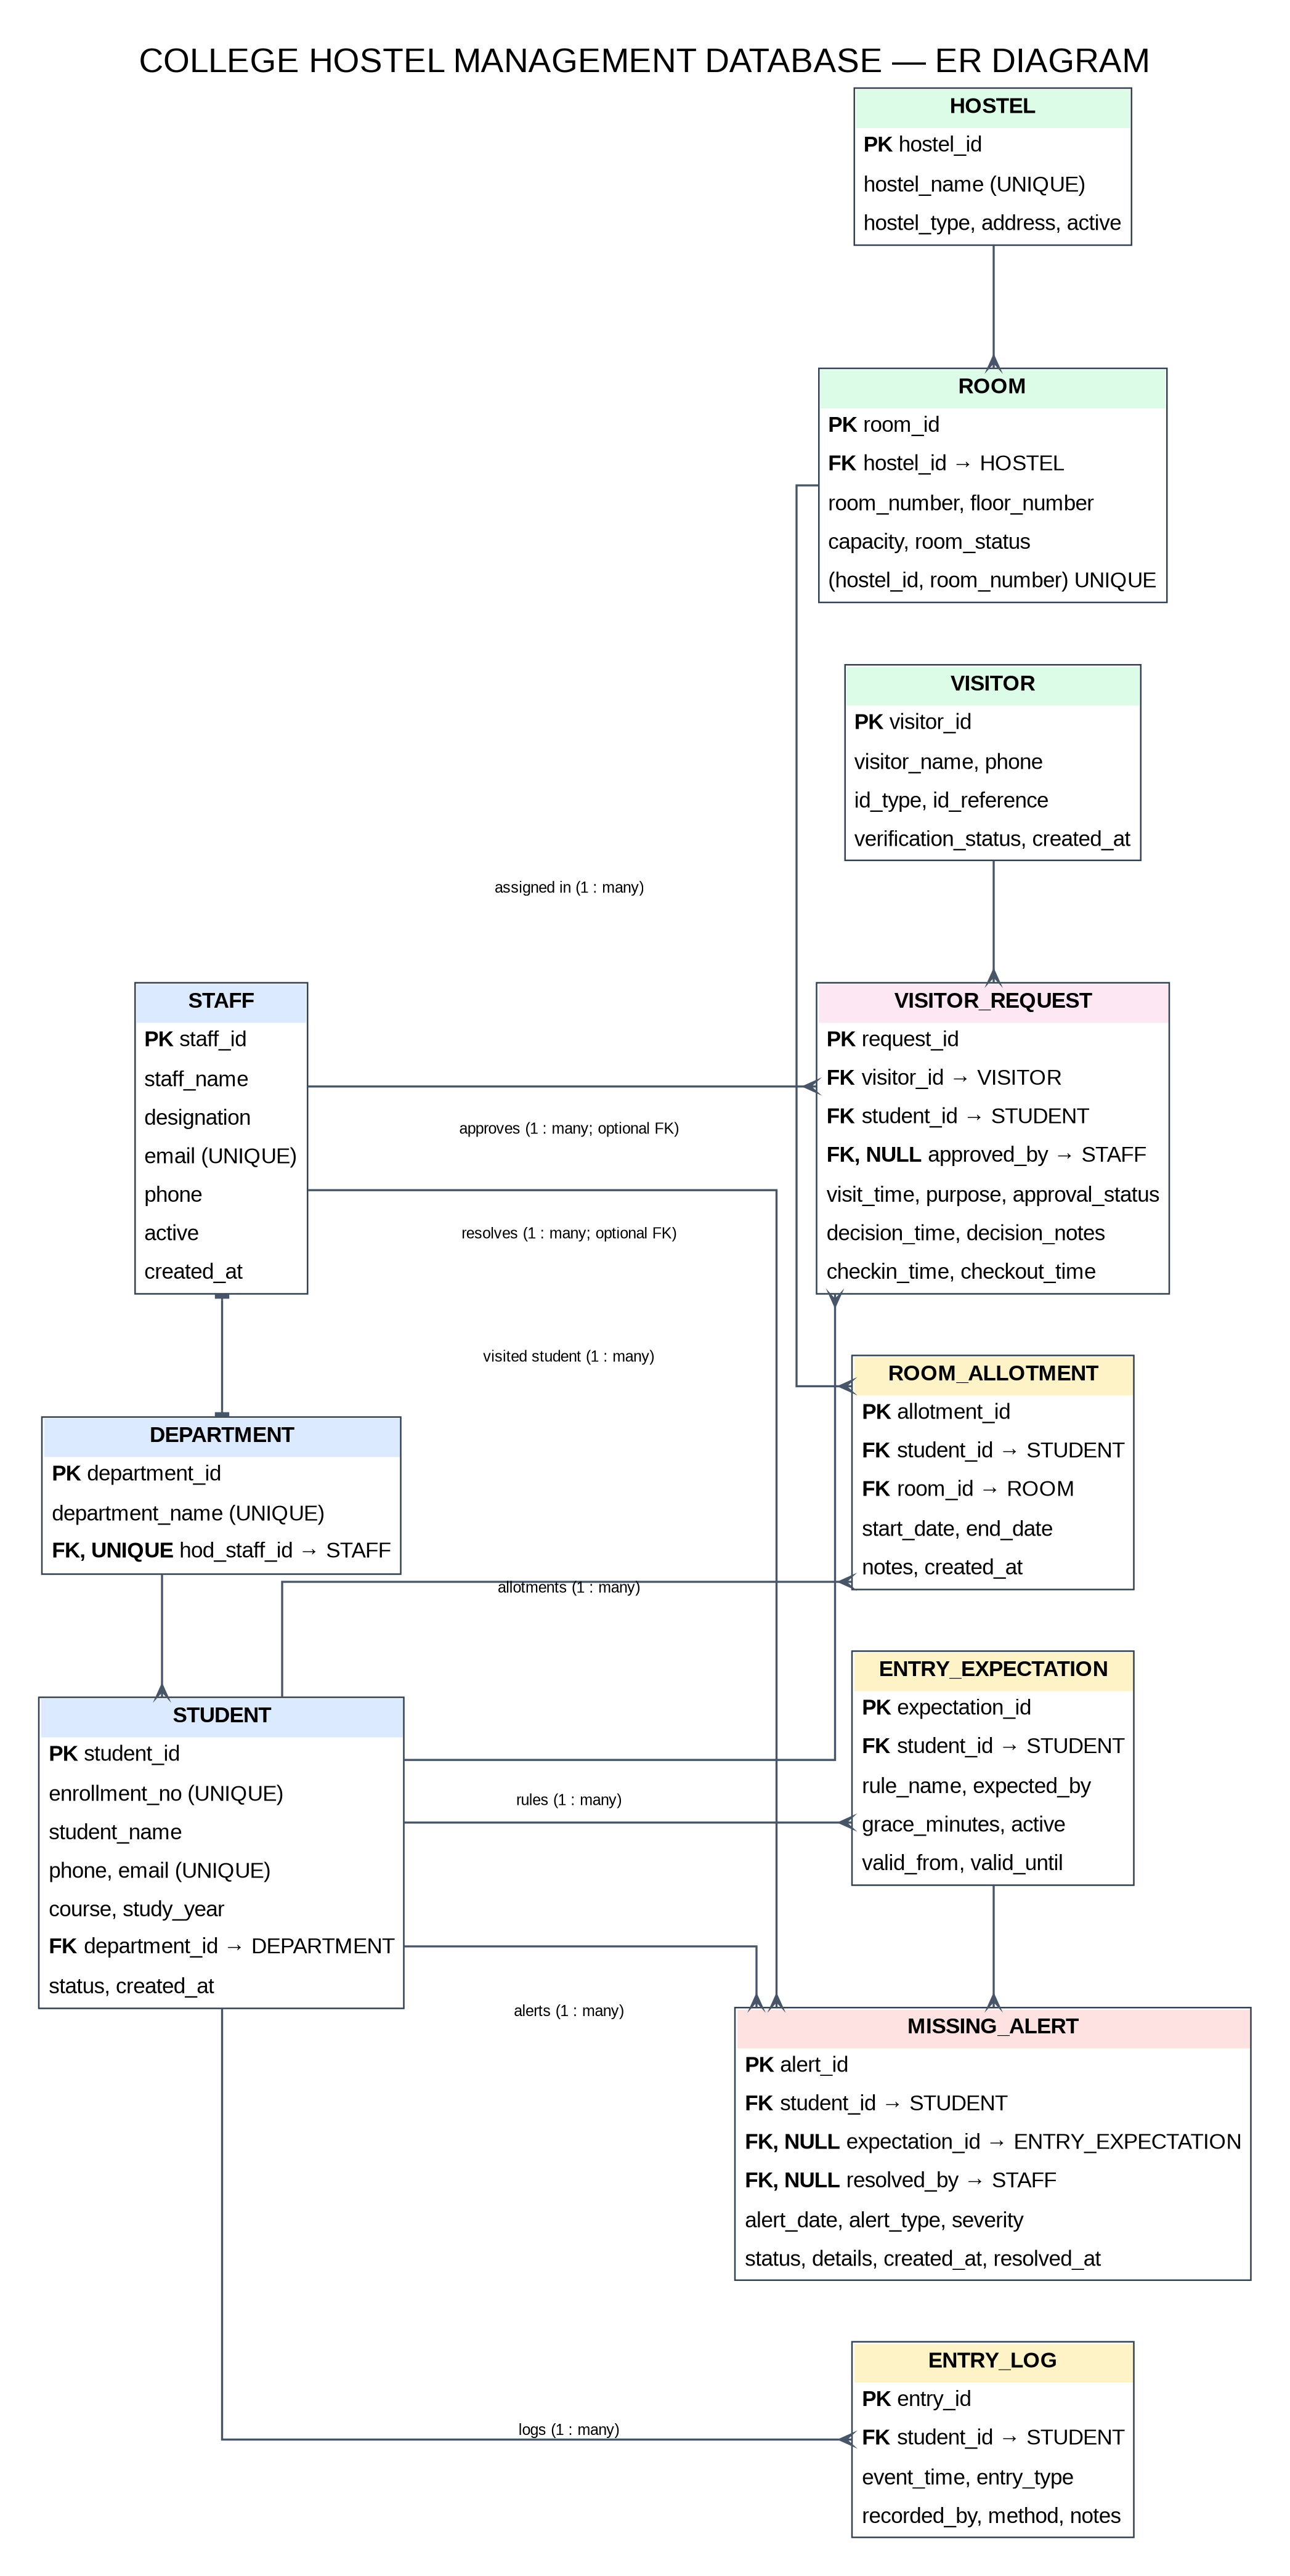 COLLEGE HOSTEL MANAGEMENT DATABASE — ER DIAGRAM
HOSTEL
PK hostel_id
hostel_name (UNIQUE)
hostel_type, address, active
ROOM
PK room_id
FK hostel_id → HOSTEL
room_number, floor_number
capacity, room_status
(hostel_id, room_number) UNIQUE
VISITOR
PK visitor_id
visitor_name, phone
id_type, id_reference
verification_status, created_at
assigned in (1 : many)
STAFF
PK staff_id
staff_name
designation
email (UNIQUE)
phone
active
created_at
approves (1 : many; optional FK)
resolves (1 : many; optional FK)
visited student (1 : many)
VISITOR_REQUEST
PK request_id
FK visitor_id → VISITOR
FK student_id → STUDENT
FK, NULL approved_by → STAFF
visit_time, purpose, approval_status
decision_time, decision_notes
checkin_time, checkout_time
DEPARTMENT
PK department_id
department_name (UNIQUE)
FK, UNIQUE hod_staff_id → STAFF
ROOM_ALLOTMENT
PK allotment_id
FK student_id → STUDENT
FK room_id → ROOM
start_date, end_date
notes, created_at
allotments (1 : many)
STUDENT
PK student_id
enrollment_no (UNIQUE)
student_name
phone, email (UNIQUE)
course, study_year
FK department_id → DEPARTMENT
status, created_at
rules (1 : many)
ENTRY_EXPECTATION
PK expectation_id
FK student_id → STUDENT
rule_name, expected_by
grace_minutes, active
valid_from, valid_until
alerts (1 : many)
MISSING_ALERT
PK alert_id
FK student_id → STUDENT
FK, NULL expectation_id → ENTRY_EXPECTATION
FK, NULL resolved_by → STAFF
alert_date, alert_type, severity
status, details, created_at, resolved_at
logs (1 : many)
ENTRY_LOG
PK entry_id
FK student_id → STUDENT
event_time, entry_type
recorded_by, method, notes